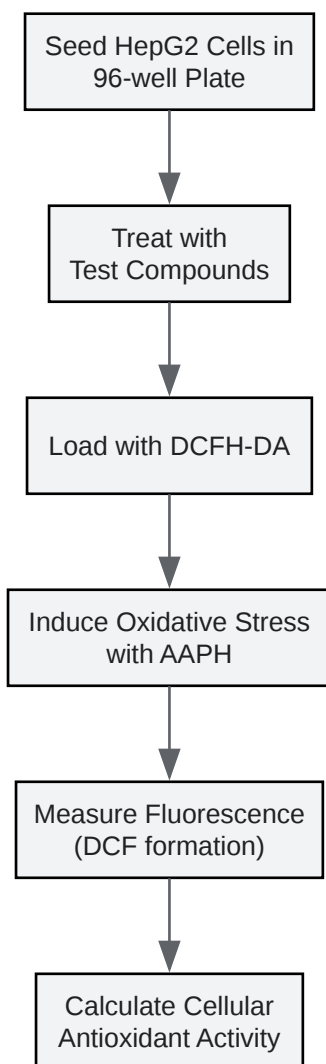 Seed HepG2 Cells in
96-well Plate
Treat with
Test Compounds
Load with DCFH-DA
Induce Oxidative Stress
with AAPH
Measure Fluorescence
(DCF formation)
Calculate Cellular
Antioxidant Activity